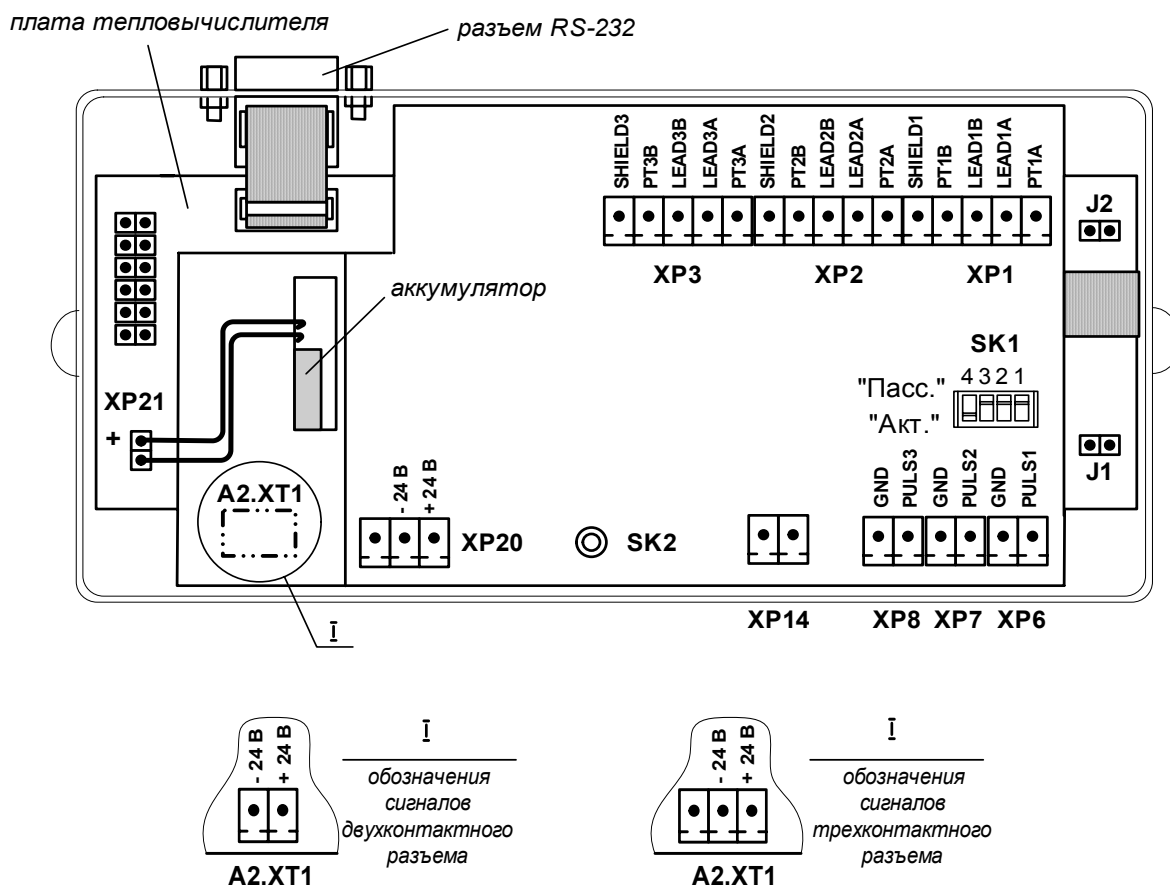 плата тепловычислителя
разъем RS-232
SHIELD3
PT3B
LEAD3B
LEAD3A
PT3A
SHIELD2
PT2B
LEAD2B
LEAD2A
PT2A
SHIELD1
PT1B
LEAD1B
LEAD1A
PT1A
J2
XP3
XP2
XP1
аккумулятор
SK1
4 3 2 1
"Пасс."
"Акт."
XP21
+
J1
A2.XT1
- 24 В
+ 24 В
XP20
SK2
GND
PULS3
GND
PULS2
GND
PULS1
XP14
XP8
XP7
XP6
I
- 24 В
+ 24 В
I
обозначения
сигналов
двухконтактного
разъема
A2.XT1
- 24 В
+ 24 В
I
обозначения
сигналов
трехконтактного
разъема
A2.XT1